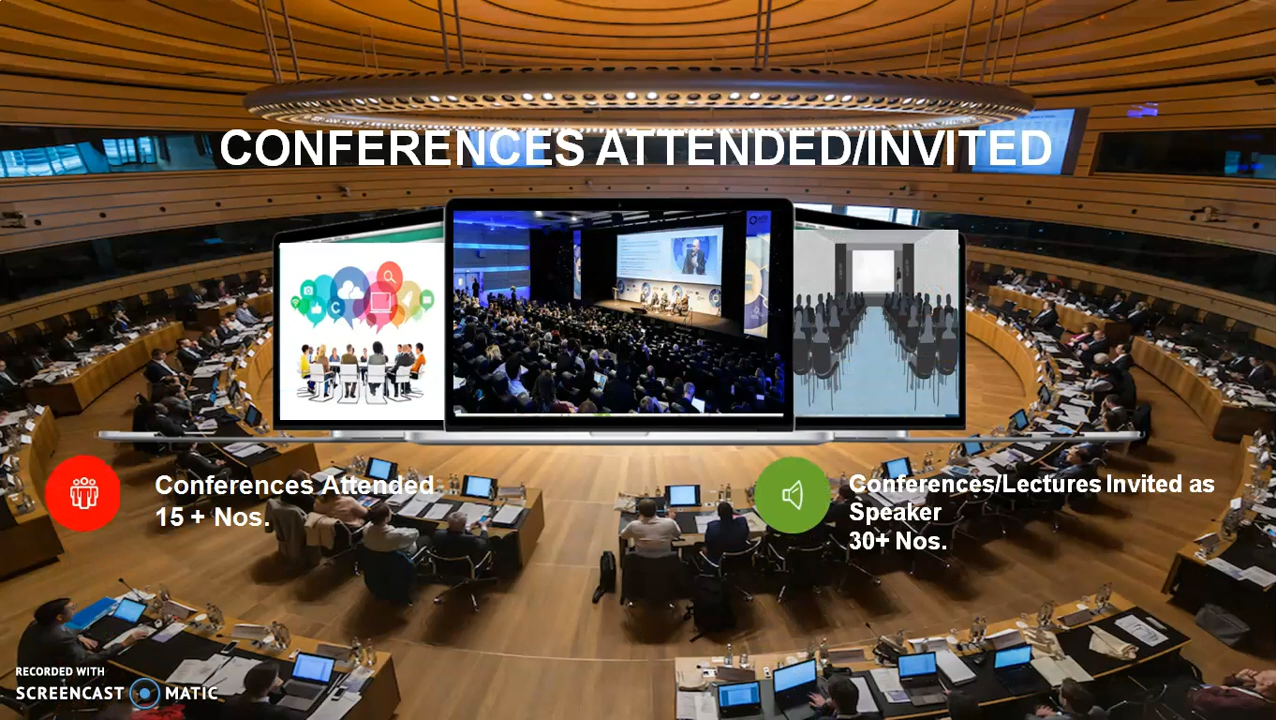 CONFERENCES ATTENDED/INVITED
Conferences Attended
15 + Nos.
Conferences/Lectures Invited as
Speaker
30+ Nos.
RECORDED WITH
SCREENCAST MATIC